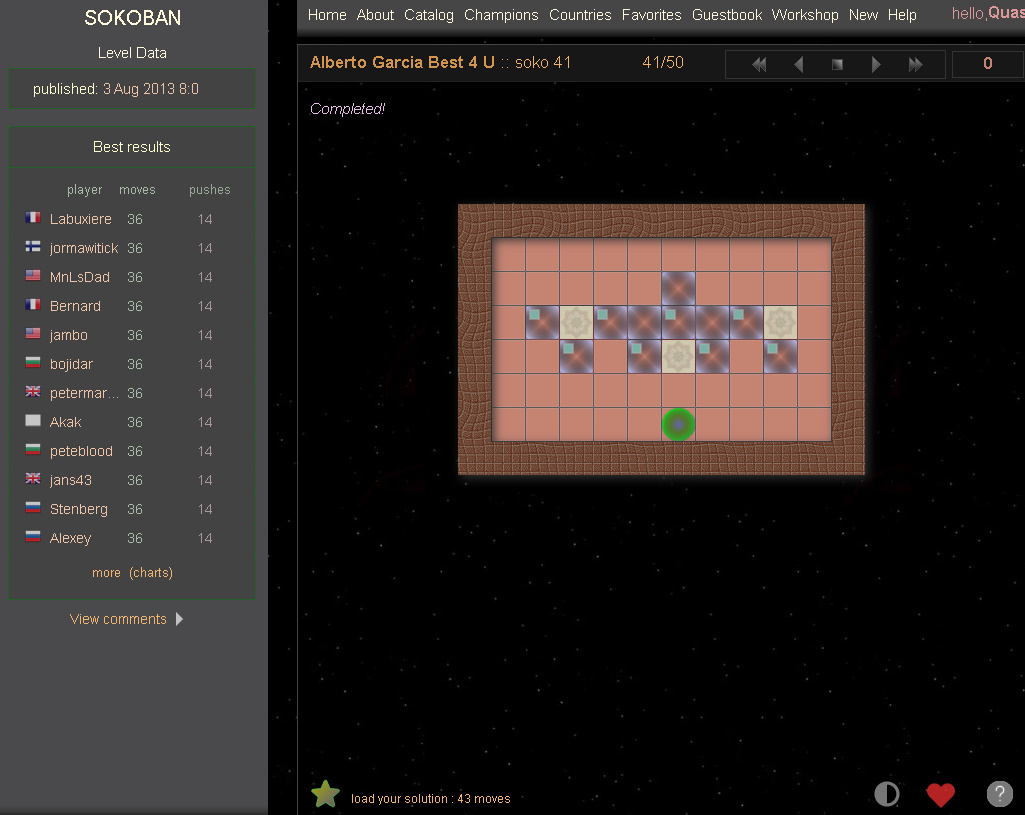 SOKOBAN
Level Data
published: 3 Aug 2013 8:0
Best results
player moves pushes
Labuxiere 36 14
jormawitick 36 14
MnLsDad 36 14
Bernard 36 14
jambo 36 14
bojidar 36 14
petermar... 36 14
Akak 36 14
peteblood 36 14
jans43 36 14
Stenberg 36 14
Alexey 36 14
more (charts)
View comments
Home About Catalog Champions Countries Favorites Guestbook Workshop New Help hello,Quas
Alberto Garcia Best 4 U :: soko 41 41/50 0
Completed!
load your solution : 43 moves
?